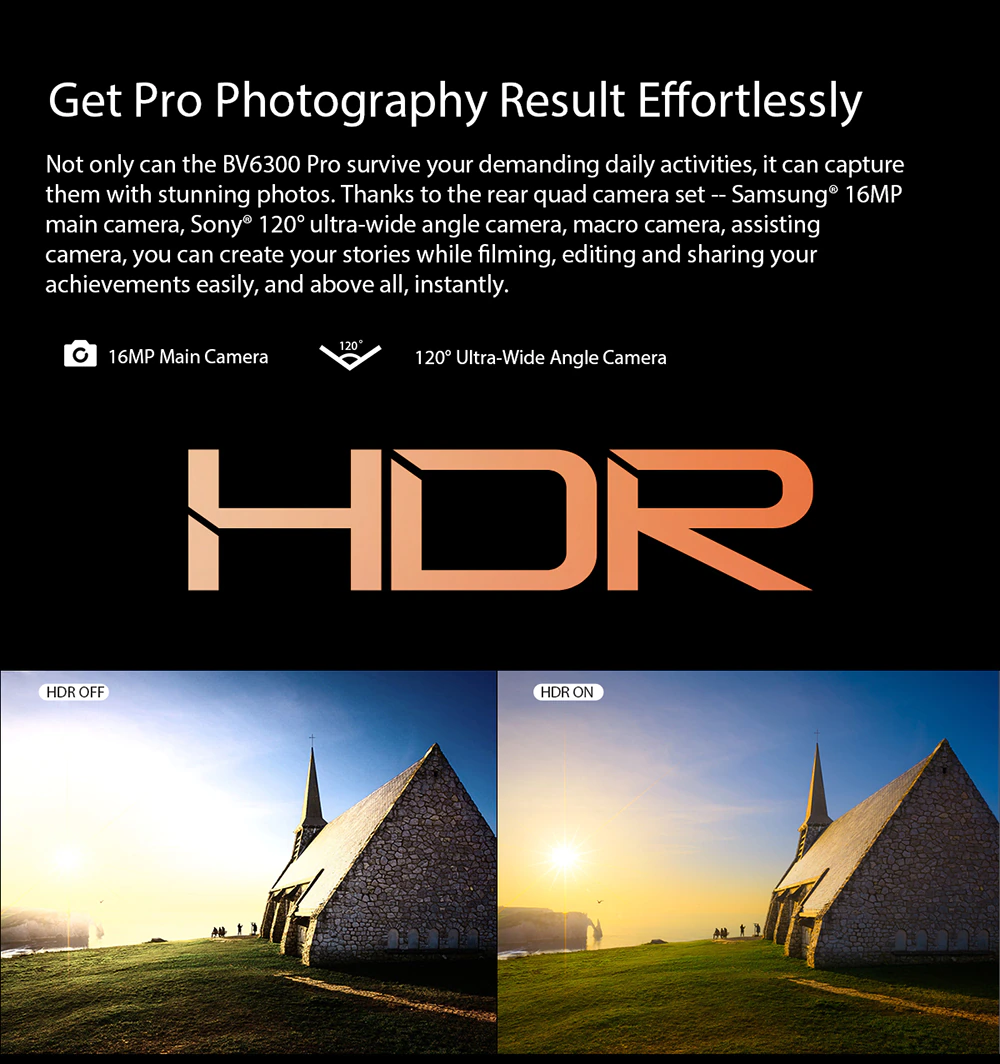 Get Pro Photography Result Effortlessly
Not only can the BV6300 Pro survive your demanding daily activities, it can capture
them with stunning photos. Thanks to the rear quad camera set -- Samsung® 16MP
main camera, Sony® 120° ultra-wide angle camera, macro camera, assisting
camera, you can create your stories while filming, editing and sharing your
achievements easily, and above all, instantly.
16MP Main Camera
120°
120° Ultra-Wide Angle Camera
HDR
HDR OFF
HDR ON